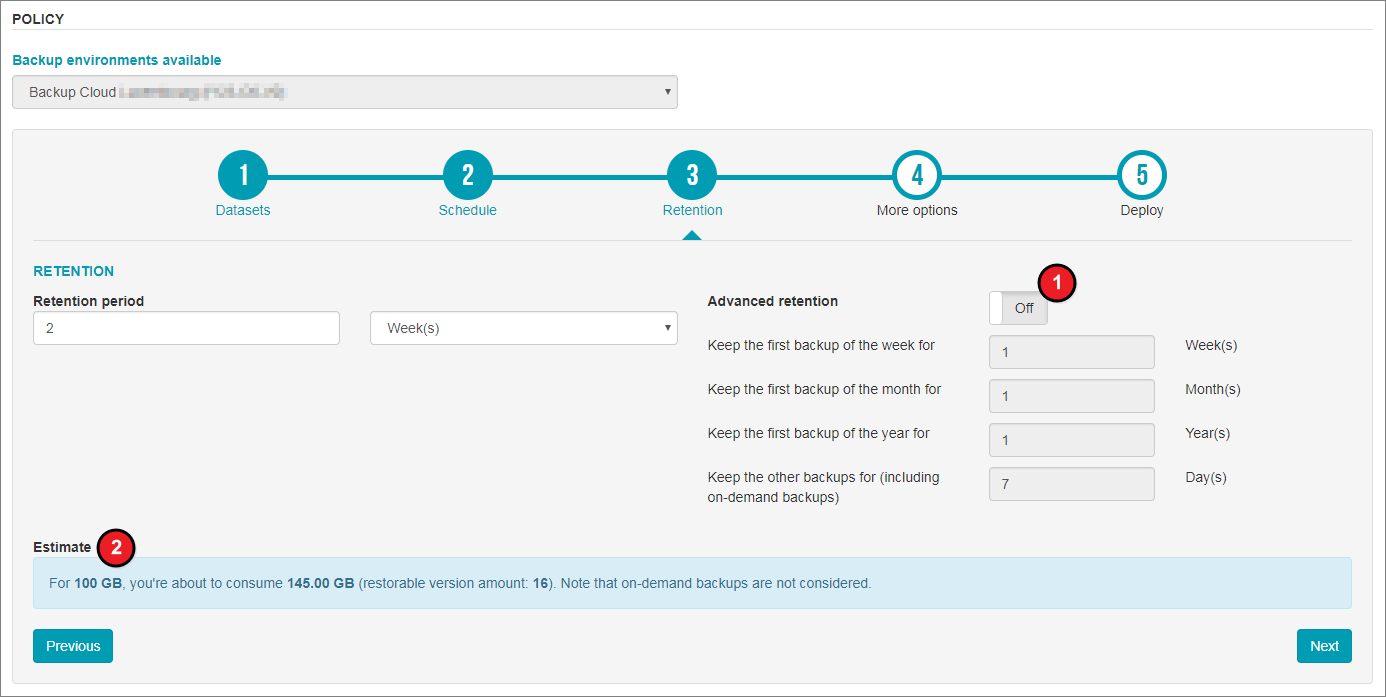 POLICY
Backup environments available
Backup Cloud
1 2 3 4 5
Datasets Schedule Retention More options Deploy
RETENTION
Retention period
2 Week(s)
Advanced retention Off 1
Keep the first backup of the week for 1 Week(s)
Keep the first backup of the month for 1 Month(s)
Keep the first backup of the year for 1 Year(s)
Keep the other backups for (including 7 Day(s)
on-demand backups)
Estimate 2
For 100 GB, you're about to consume 145.00 GB (restorable version amount: 16). Note that on-demand backups are not considered.
Previous Next